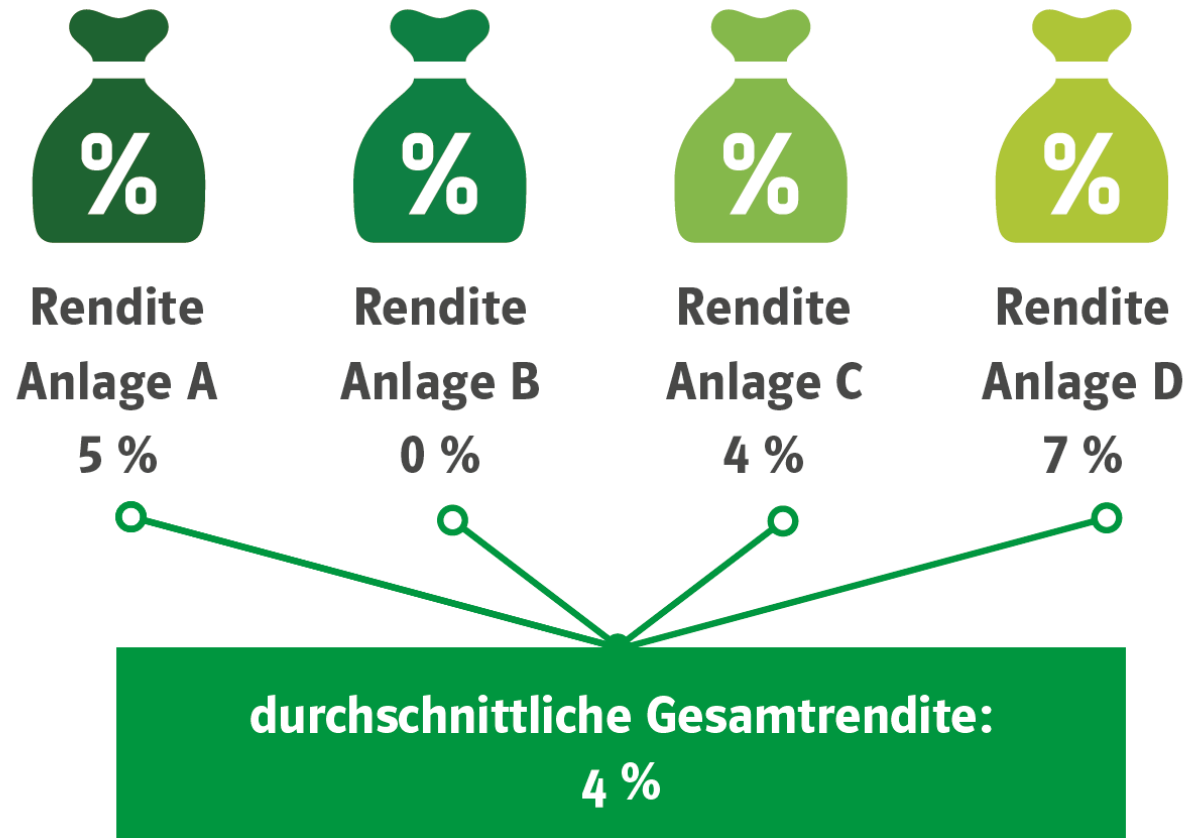 %
%
%
%
Rendite
Anlage A
5 %
Rendite
Anlage B
0 %
Rendite
Anlage C
4 %
Rendite
Anlage D
7 %
durchschnittliche Gesamtrendite:
4 %